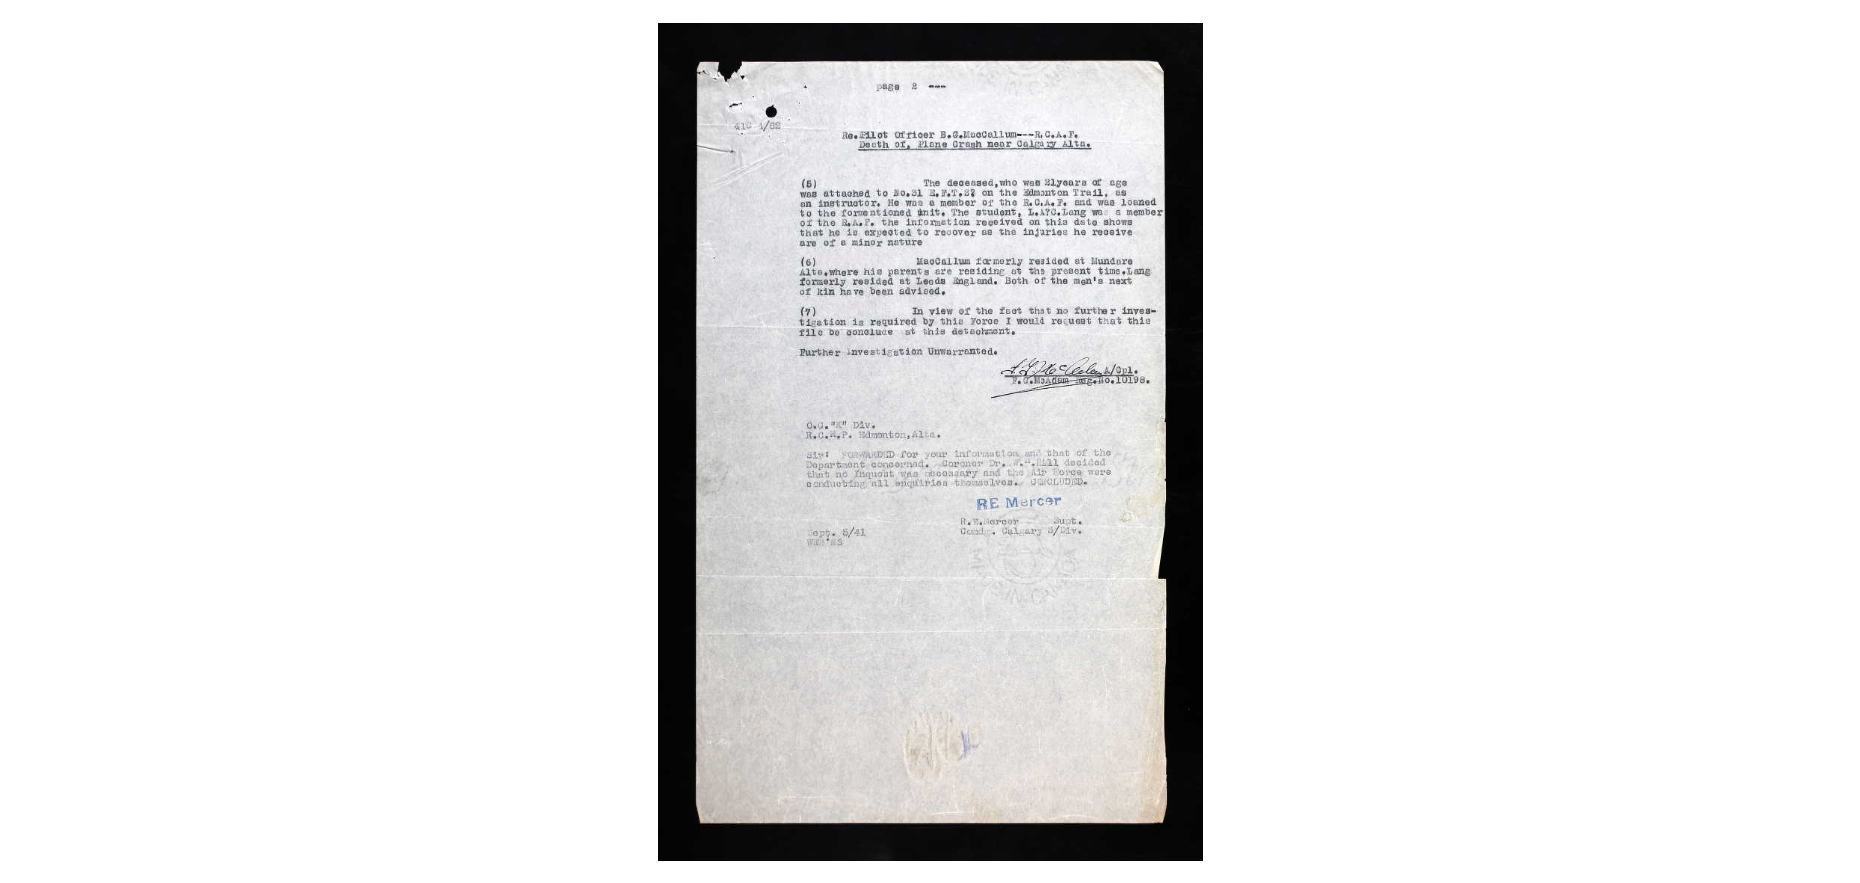 page 2 ---
41C 1/82
Re.Pilot Officer B.G.MacCallum---R.C.A.F.
Death of, Plane Crash near Calgary Alta.
(5) The deceased,who was 21years of age
was attached to No.31 E.F.T.S? on the Edmonton Trail, as
an instructor. He was a member of the R.C.A.F. and was loaned
to the formentioned unit. The student, L.A?C.Lang was a member
of the R.A.F. the information received on this date shows
that he is expected to recover as the injuries he receive
are of a minor nature
(6) MacCallum formerly resided at Mundare
Alta,where his parents are residing at the present time.Lang
formerly resided at Leeds England. Both of the men's next
of kin have been advised.
(7) In view of the fact that no further inves-
tigation is required by this Force I would request that this
file be conclude at this detachment.
Further Investigation Unwarranted.
A/Cpl.
F.G.McAdam Reg.No.10198.
O.C."K" Div.
R.C.M.P. Edmonton,Alta.
Sir: FORWARDED for your information and that of the
Department concerned. Coroner Dr. Hill decided
that no Inquest was necessary and the Air Force were
conducting all enquiries themselves. CONCLUDED.
RE Mercer
R.E.Mercer Supt.
Comdg. Calgary S/Div.
Sept. 5/41